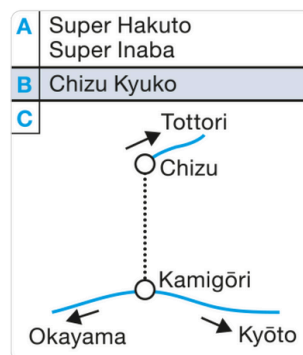 A Super Hakuto
Super Inaba
B Chizu Kyuko
C
Tottori
Chizu
Kamigōri
Okayama
Kyōto